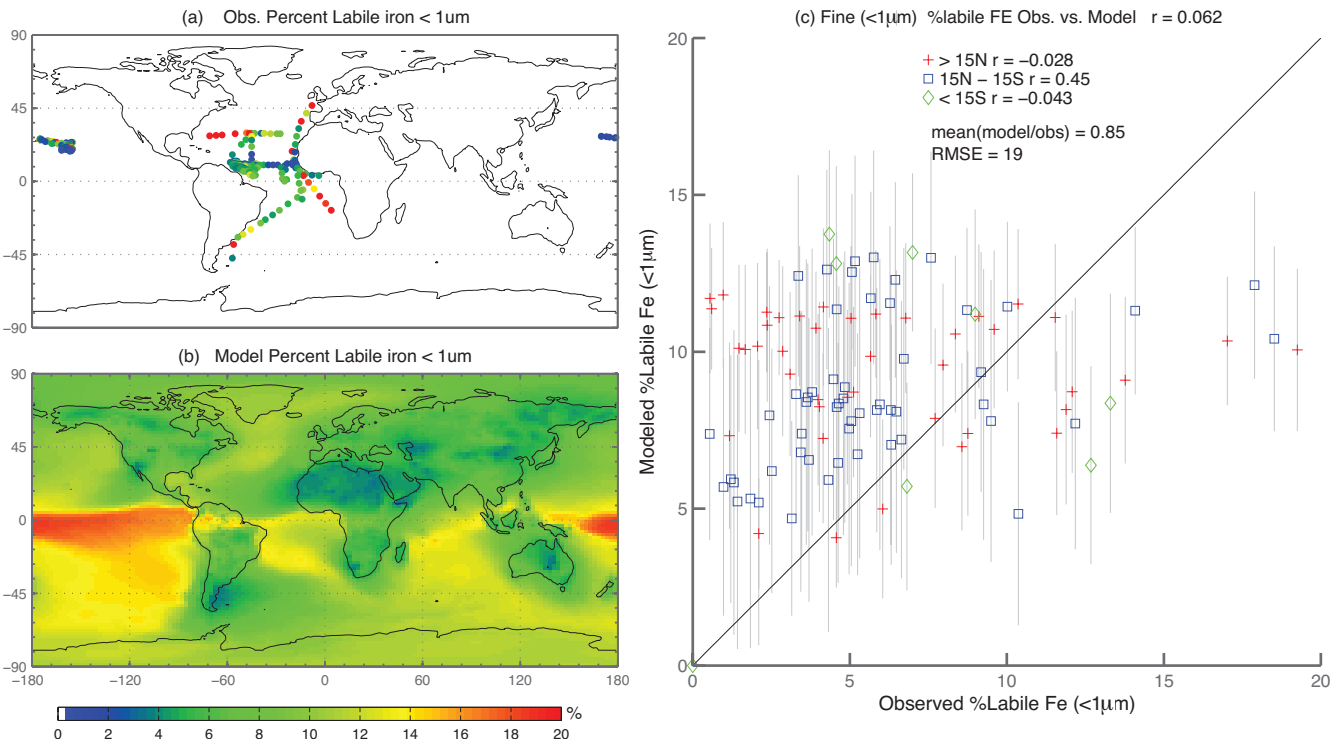 (a) Obs. Percent Labile iron < 1um
90
45
0
−45
−90
(b) Model Percent Labile iron < 1um
90
45
0
−45
−90
−180 −120 −60 0 60 120 180
%
0 2 4 6 8 10 12 14 16 18 20
(c) Fine (<1μm) %labile FE Obs. vs. Model r = 0.062
> 15N r = −0.028
15N − 15S r = 0.45
< 15S r = −0.043
mean(model/obs) = 0.85
RMSE = 19
Modeled %Labile Fe (<1μm)
20
15
10
5
0
0 5 10 15 20
Observed %Labile Fe (<1μm)